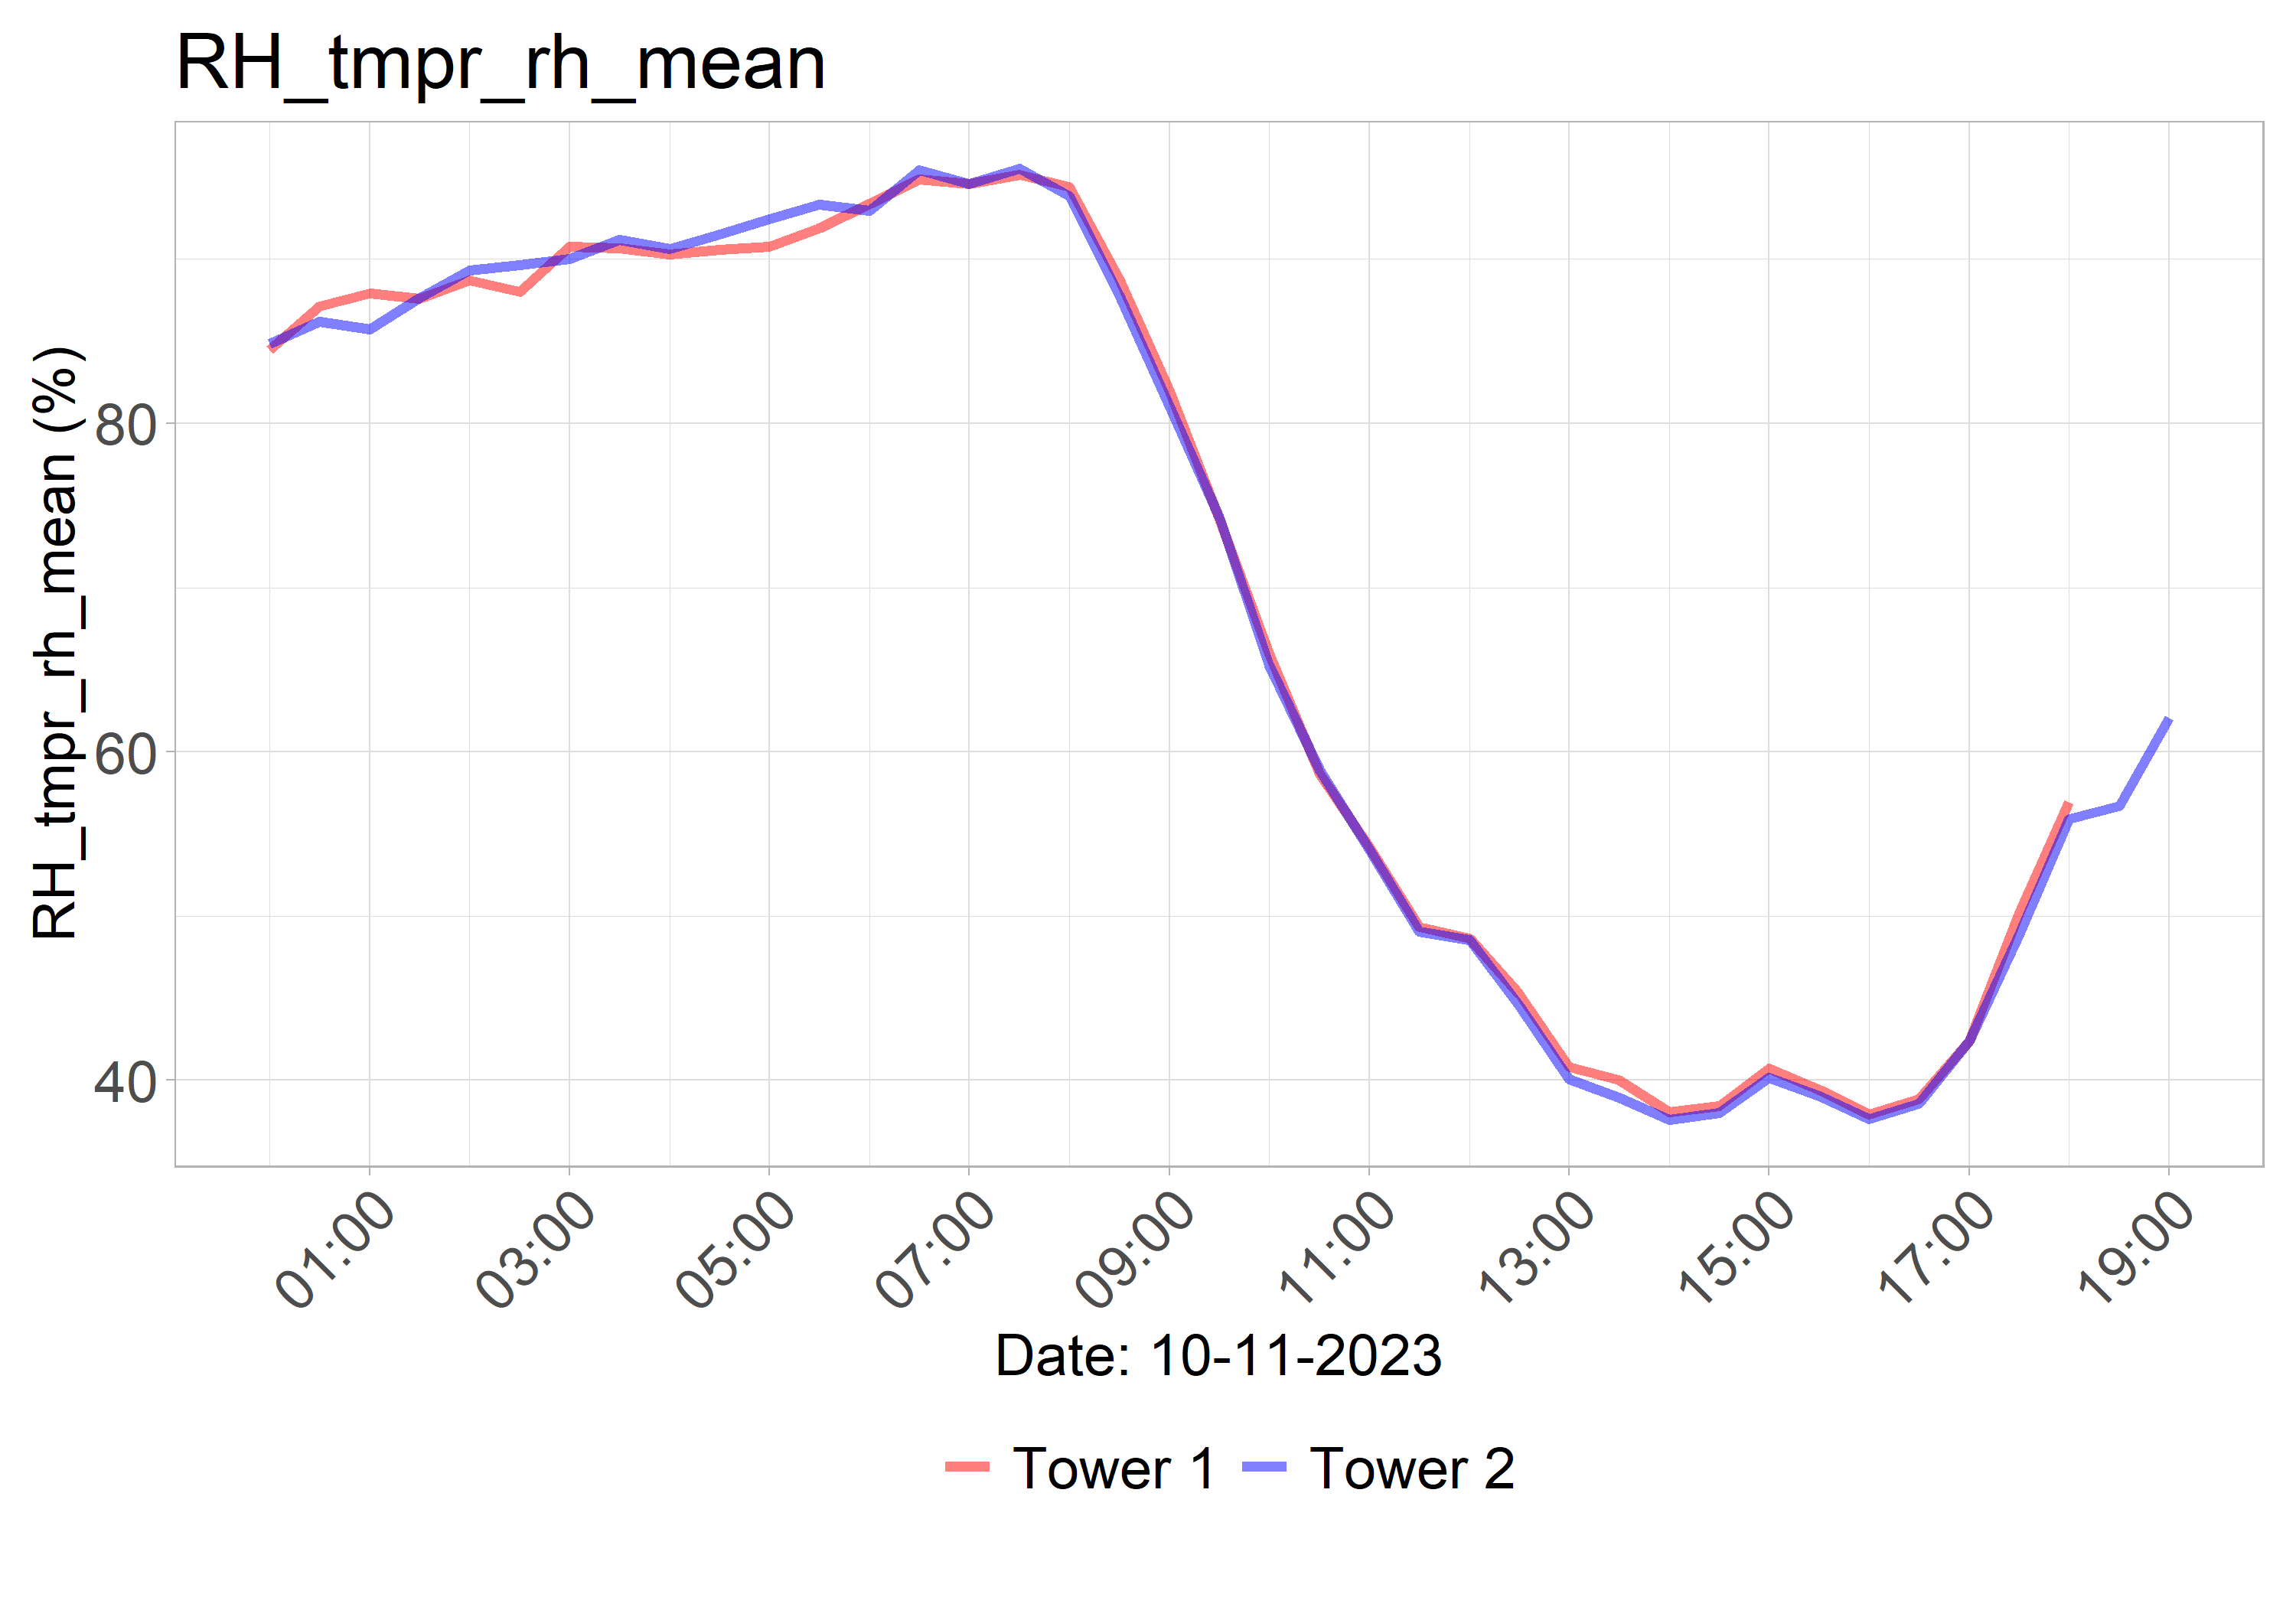 RH_tmpr_rh_mean
RH_tmpr_rh_mean (%)
80
60
40
01:00 03:00 05:00 07:00 09:00 11:00 13:00 15:00 17:00 19:00
Date: 10-11-2023
Tower 1 Tower 2